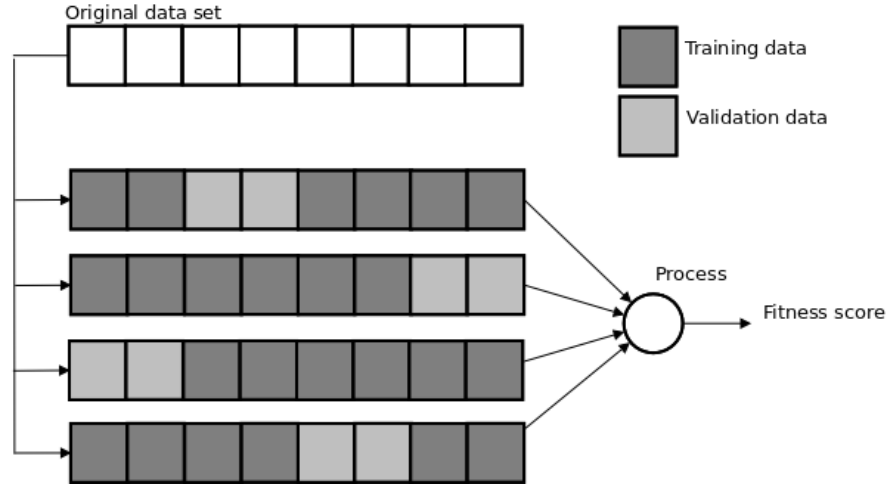 Original data set
Training data
Validation data
Process
Fitness score